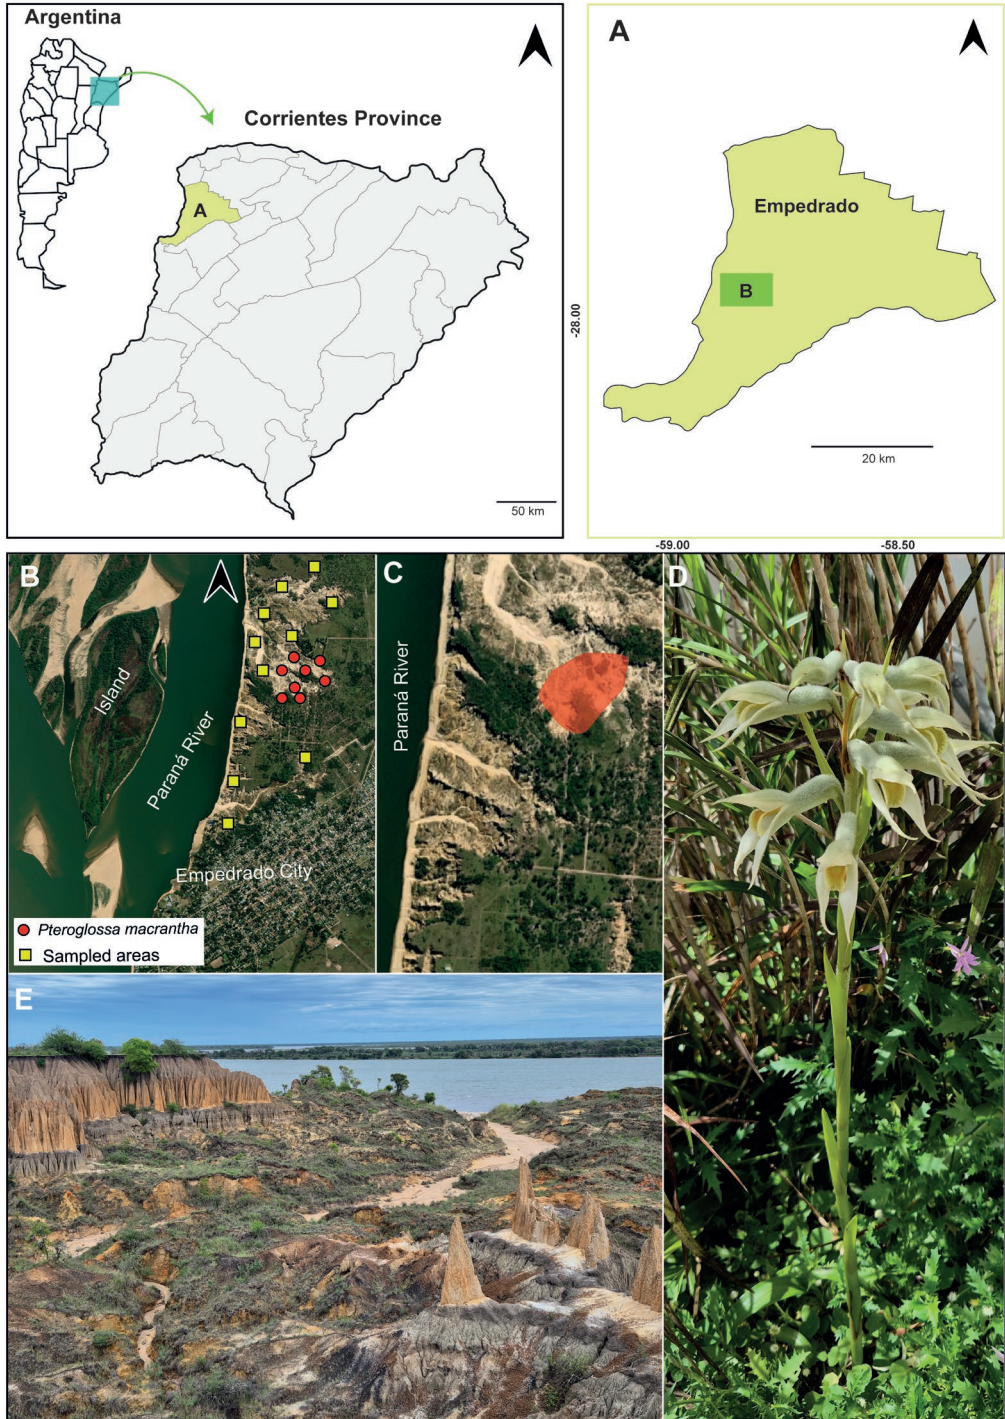 Argentina
Corrientes Province
A
50 km
A
Empedrado
B
-28.00
20 km
-59.00
-58.50
B
Island
Paraná River
Empedrado City
Pteroglossa macrantha
Sampled areas
C
Paraná River
D
E